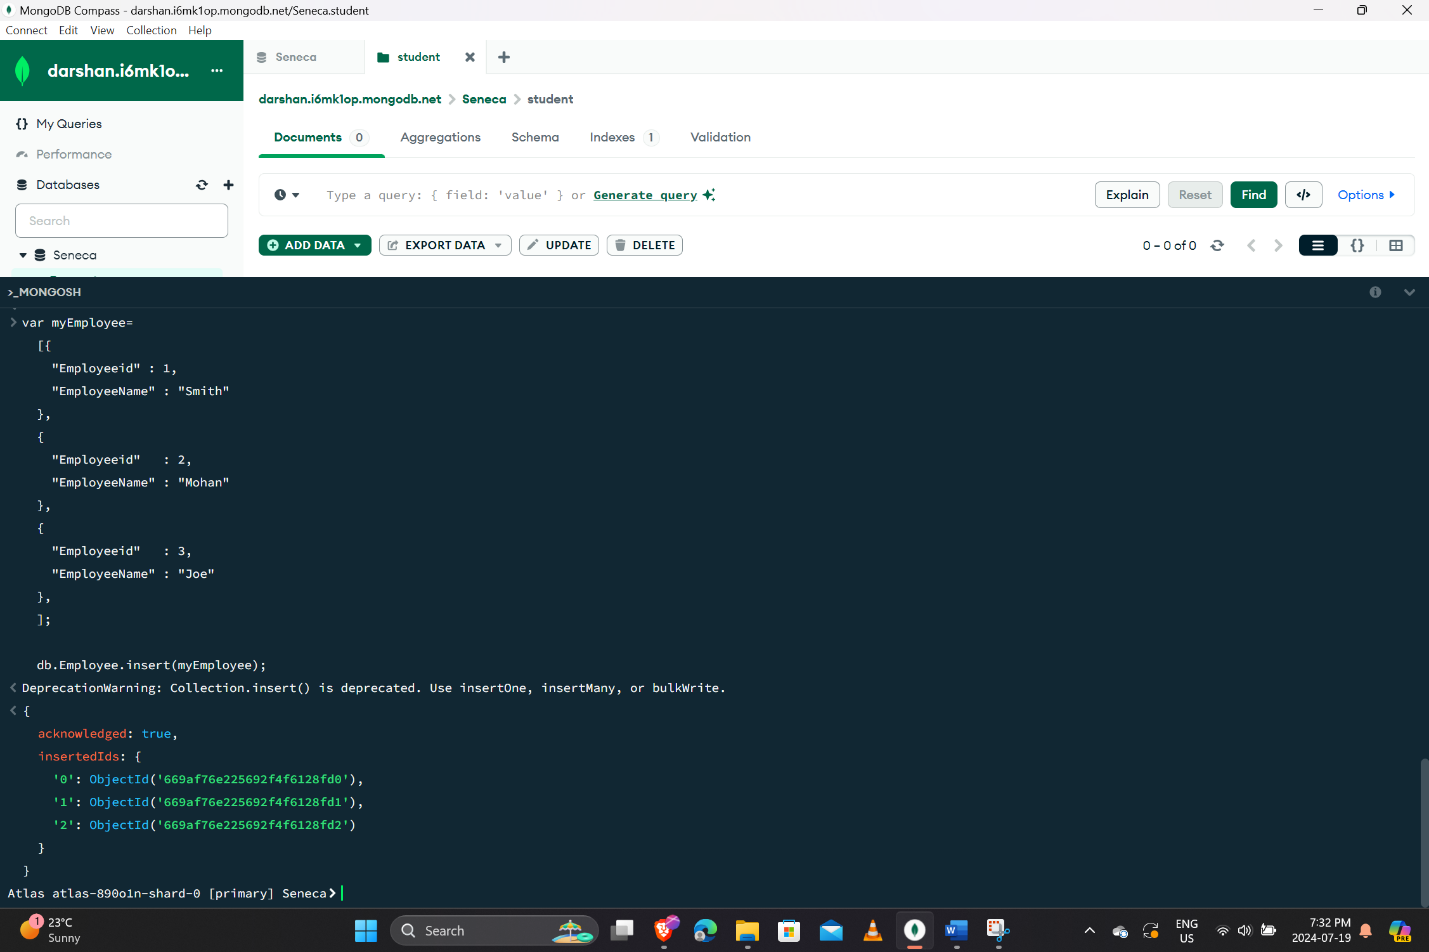 MongoDB Compass - darshan.i6mk1op.mongodb.net/Seneca.student
Connect Edit View Collection Help
darshan.i6mk1o... ...
Seneca
student
darshan.i6mk1op.mongodb.net > Seneca > student
{} My Queries
Performance
Databases
Search
Seneca
Documents 0 Aggregations Schema Indexes 1 Validation
Type a query: { field: 'value' } or Generate query
Explain Reset Find </> Options
ADD DATA EXPORT DATA UPDATE DELETE
0 – 0 of 0
{}
>_MONGOSH
> var myEmployee=
[{
"Employeeid" : 1,
"EmployeeName" : "Smith"
},
{
"Employeeid"   : 2,
"EmployeeName" : "Mohan"
},
{
"Employeeid"   : 3,
"EmployeeName" : "Joe"
},
];
db.Employee.insert(myEmployee);
< DeprecationWarning: Collection.insert() is deprecated. Use insertOne, insertMany, or bulkWrite.
< {
acknowledged: true,
insertedIds: {
'0': ObjectId('669af76e225692f4f6128fd0'),
'1': ObjectId('669af76e225692f4f6128fd1'),
'2': ObjectId('669af76e225692f4f6128fd2')
}
}
Atlas atlas-890o1n-shard-0 [primary] Seneca>
1
23°C
Sunny
Search
W
ENG
US
7:32 PM
2024-07-19
PRE